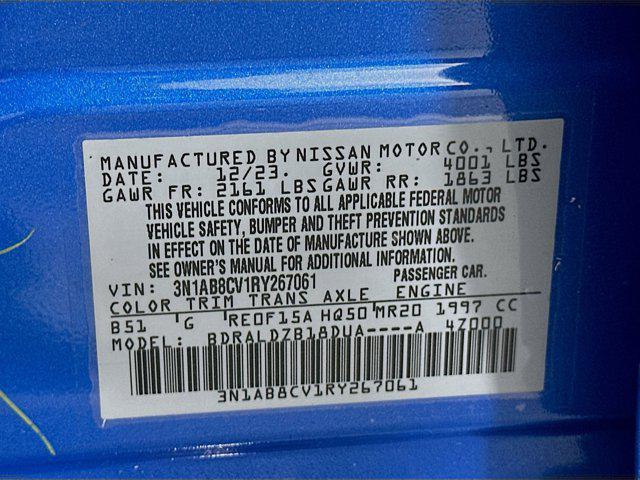 MANUFACTURED BY NISSAN MOTOR CO., LTD.
DATE: 12/23. GVWR: 4001 LBS
GAWR FR: 2161 LBS GAWR RR: 1863 LBS
THIS VEHICLE CONFORMS TO ALL APPLICABLE FEDERAL MOTOR
VEHICLE SAFETY, BUMPER AND THEFT PREVENTION STANDARDS
IN EFFECT ON THE DATE OF MANUFACTURE SHOWN ABOVE.
SEE OWNER'S MANUAL FOR ADDITIONAL INFORMATION.
VIN: 3N1AB8CV1RY267061 PASSENGER CAR.
COLOR TRIM TRANS AXLE ENGINE
B51 G RE0F15A HQ50 MR20 1997 CC
MODEL: BDRALDZB18DUA----A 4Z000
3N1AB8CV1RY267061